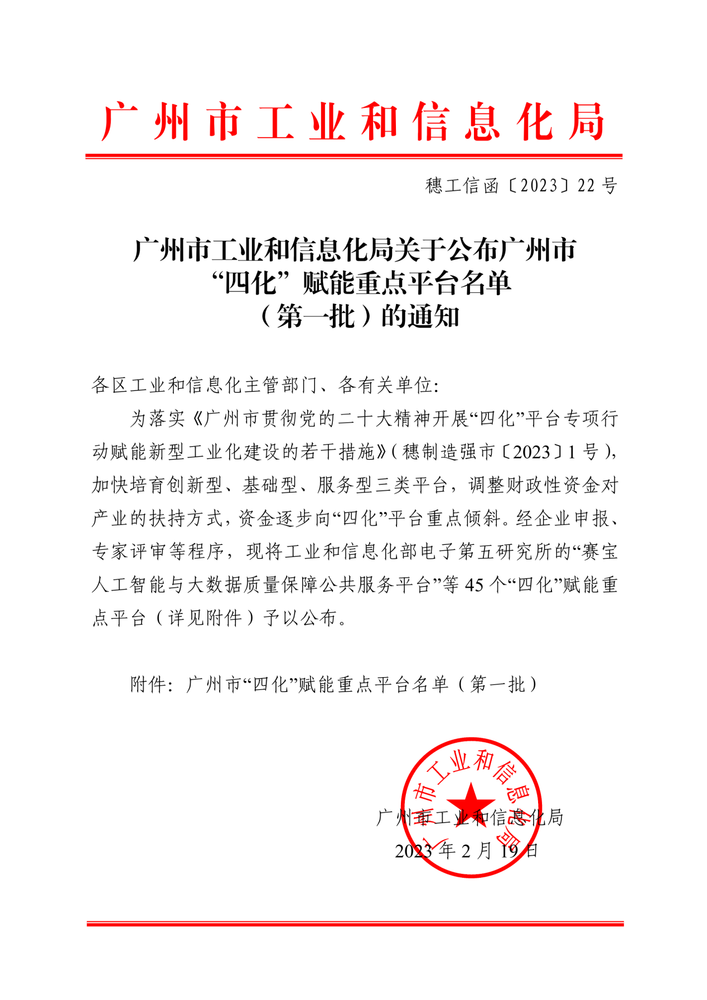 广州市工业和信息化局
穗工信函〔2023〕22号
广州市工业和信息化局关于公布广州市
“四化”赋能重点平台名单
（第一批）的通知
各区工业和信息化主管部门、各有关单位：
为落实《广州市贯彻党的二十大精神开展“四化”平台专项行
动赋能新型工业化建设的若干措施》（穗制造强市〔2023〕1号），
加快培育创新型、基础型、服务型三类平台，调整财政性资金对
产业的扶持方式，资金逐步向“四化”平台重点倾斜。经企业申报、
专家评审等程序，现将工业和信息化部电子第五研究所的“赛宝
人工智能与大数据质量保障公共服务平台”等45个“四化”赋能重
点平台（详见附件）予以公布。
附件：广州市“四化”赋能重点平台名单（第一批）
广州市工业和信息化局
广州市工业和信息化局
2023年2月19日